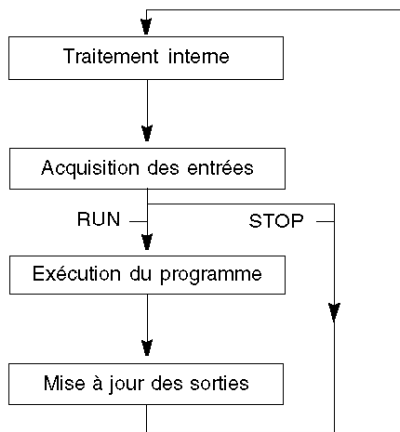 Traitement interne
Acquisition des entrées
RUN
STOP
Exécution du programme
Mise à jour des sorties